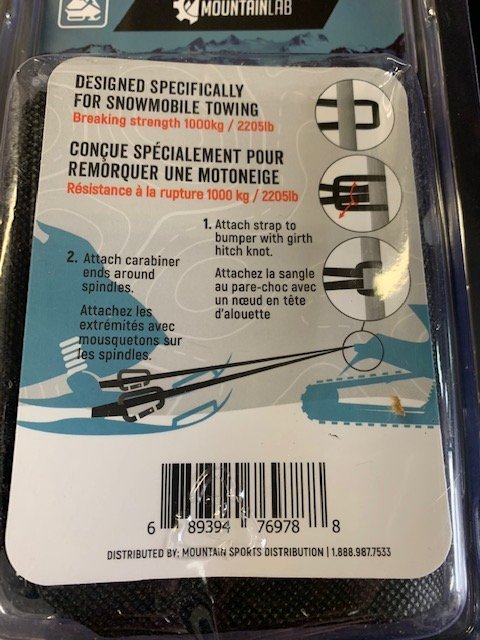 MOUNTAINLAB
DESIGNED SPECIFICALLY
FOR SNOWMOBILE TOWING
Breaking strength 1000kg / 2205lb
CONÇUE SPÉCIALEMENT POUR
REMORQUER UNE MOTONEIGE
Résistance à la rupture 1000 kg / 2205lb
1. Attach strap to
bumper with girth
hitch knot.
Attachez la sangle
au pare-choc avec
un nœud en tête
d'alouette
2. Attach carabiner
ends around
spindles.
Attachez les
extrémités avec
mousquetons sur
les spindles.
6 89394 76978 8
DISTRIBUTED BY: MOUNTAIN SPORTS DISTRIBUTION | 1.888.987.7533